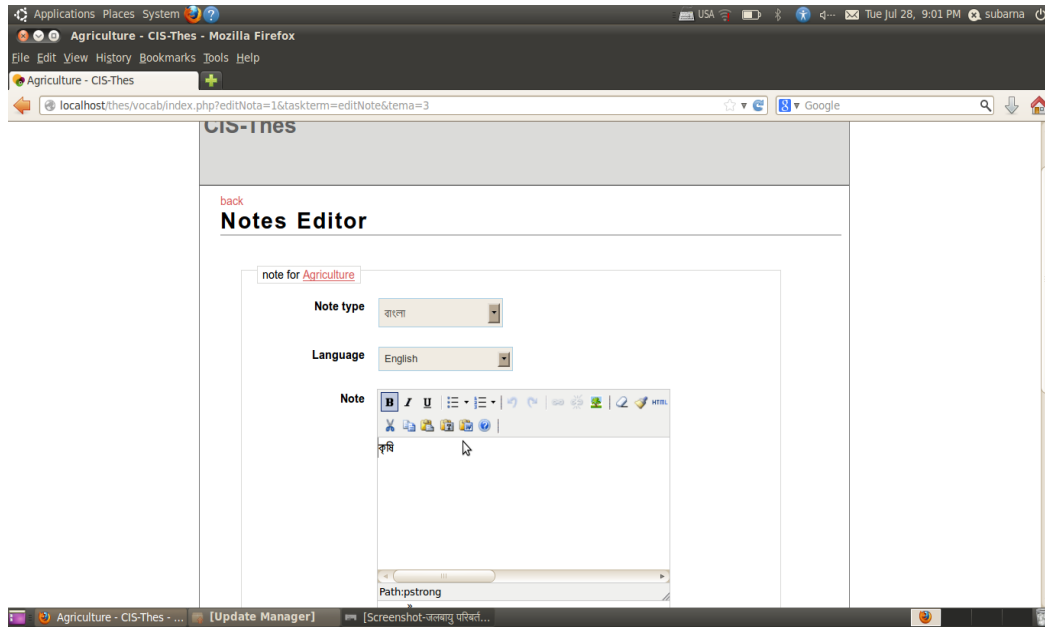 Applications Places System
USA Tue Jul 28, 9:01 PM subarna
Agriculture - CIS-Thes - Mozilla Firefox
File Edit View History Bookmarks Tools Help
Agriculture - CIS-Thes
localhost/thes/vocab/index.php?editNota=1&taskterm=editNote&tema=3
Google
CIS-Thes
back
Notes Editor
note for Agriculture
Note type বাংলা
Language English
Note B I U HTML
কৃষি
Path:pstrong
»
Agriculture - CIS-Thes - ... [Update Manager] [Screenshot-जलबायु परिबर्त...